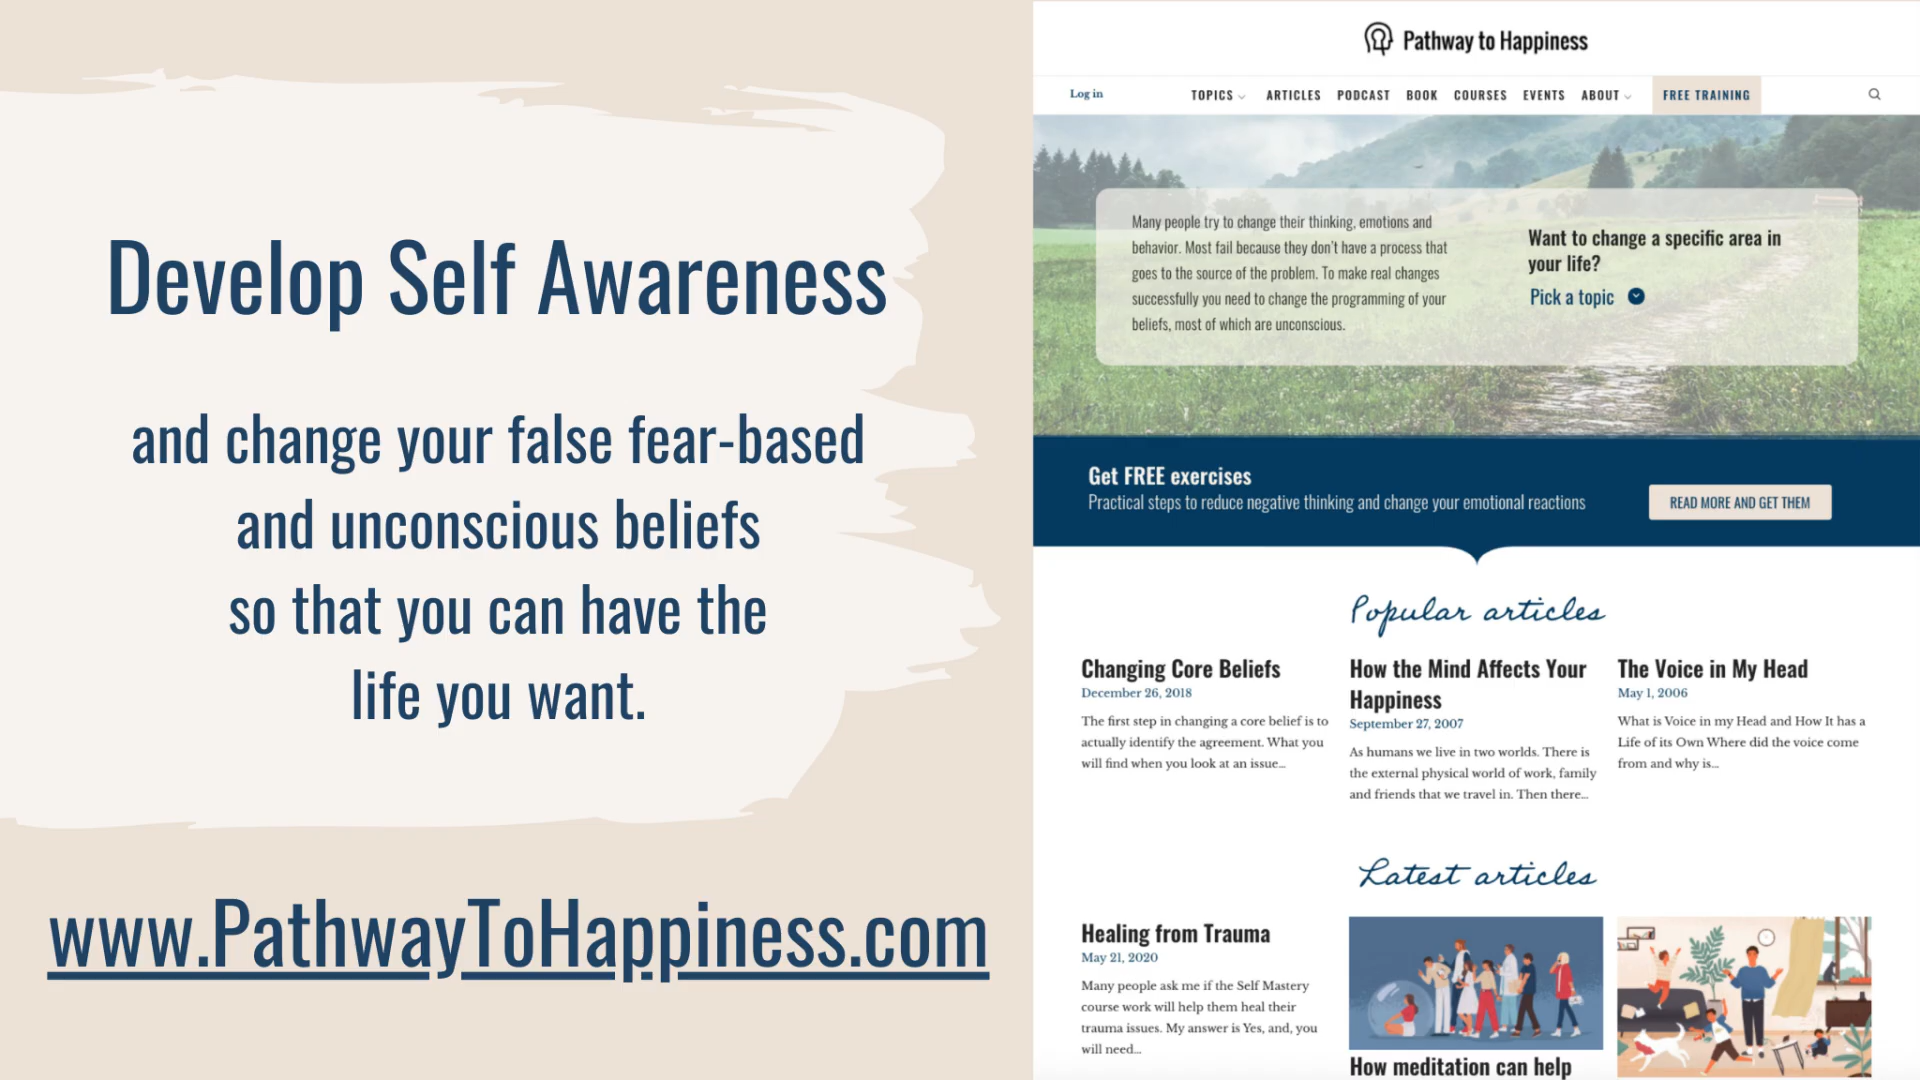 Develop Self Awareness
and change your false fear-based
and unconscious beliefs
so that you can have the
life you want.
www.PathwayToHappiness.com
Pathway to Happiness
Log in
TOPICS ARTICLES PODCAST BOOK COURSES EVENTS ABOUT FREE TRAINING
Many people try to change their thinking, emotions and
behavior. Most fail because they don't have a process that
goes to the source of the problem. To make real changes
successfully you need to change the programming of your
beliefs, most of which are unconscious.
Want to change a specific area in
your life?
Pick a topic
Get FREE exercises
Practical steps to reduce negative thinking and change your emotional reactions
READ MORE AND GET THEM
Popular articles
Changing Core Beliefs
December 26, 2018
The first step in changing a core belief is to
actually identify the agreement. What you
will find when you look at an issue...
How the Mind Affects Your
Happiness
September 27, 2007
As humans we live in two worlds. There is
the external physical world of work, family
and friends that we travel in. Then there...
The Voice in My Head
May 1, 2006
What is Voice in my Head and How It has a
Life of its Own Where did the voice come
from and why is...
Latest articles
Healing from Trauma
May 21, 2020
Many people ask me if the Self Mastery
course work will help them heal their
trauma issues. My answer is Yes, and, you
will need...
How meditation can help